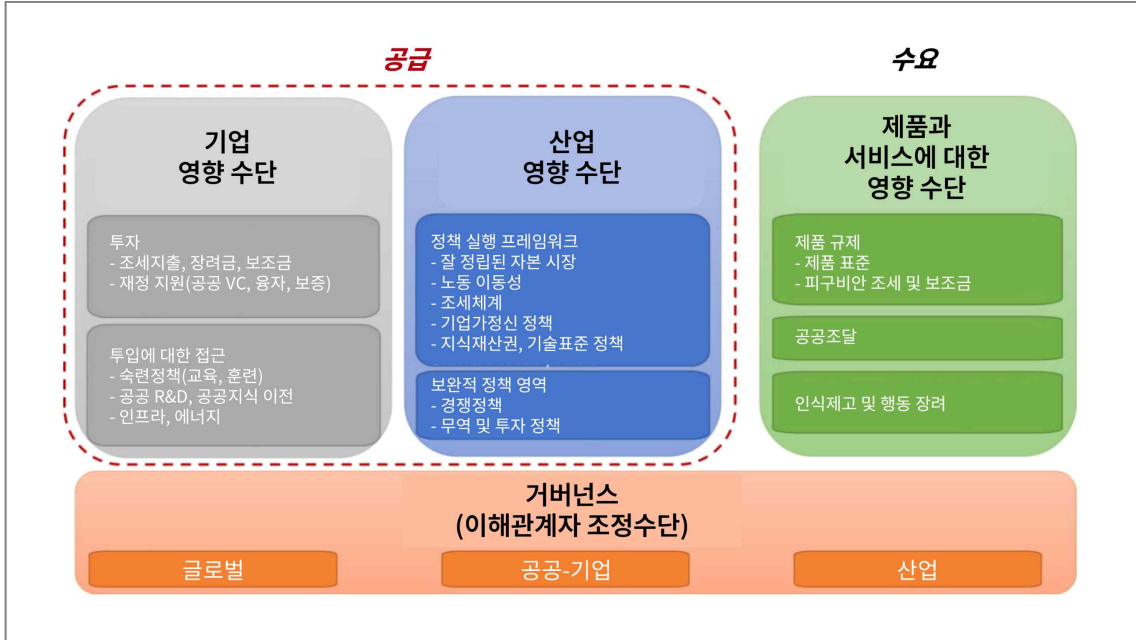 공급
수요
기업
영향 수단
투자
- 조세지출, 장려금, 보조금
- 재정 지원(공공 VC, 융자, 보증)
투입에 대한 접근
- 숙련정책(교육, 훈련)
- 공공 R&D, 공공지식 이전
- 인프라, 에너지
산업
영향 수단
정책 실행 프레임워크
- 잘 정립된 자본 시장
- 노동 이동성
- 조세체계
- 기업가정신 정책
- 지식재산권, 기술표준 정책
보완적 정책 영역
- 경쟁정책
- 무역 및 투자 정책
제품과
서비스에 대한
영향 수단
제품 규제
- 제품 표준
- 피구비안 조세 및 보조금
공공조달
인식제고 및 행동 장려
거버넌스
(이해관계자 조정수단)
글로벌
공공-기업
산업